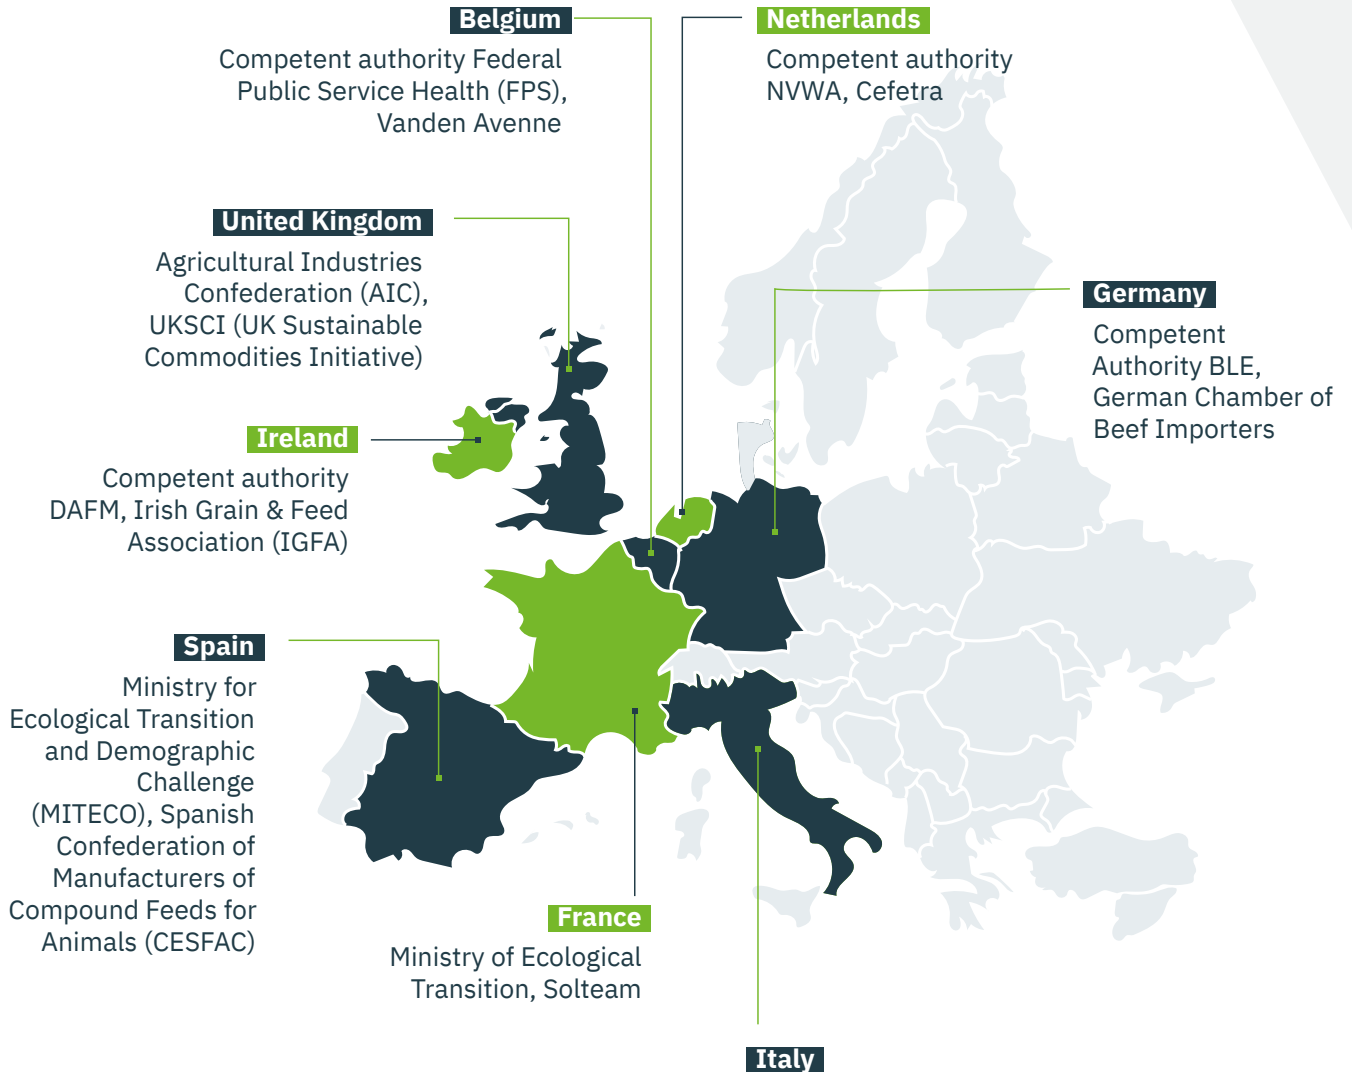 Belgium
Competent authority Federal
Public Service Health (FPS),
Vanden Avenne
Netherlands
Competent authority
NVWA, Cefetra
United Kingdom
Agricultural Industries
Confederation (AIC),
UKSCI (UK Sustainable
Commodities Initiative)
Germany
Competent
Authority BLE,
German Chamber of
Beef Importers
Ireland
Competent authority
DAFM, Irish Grain & Feed
Association (IGFA)
Spain
Ministry for
Ecological Transition
and Demographic
Challenge
(MITECO), Spanish
Confederation of
Manufacturers of
Compound Feeds for
Animals (CESFAC)
France
Ministry of Ecological
Transition, Solteam
Italy